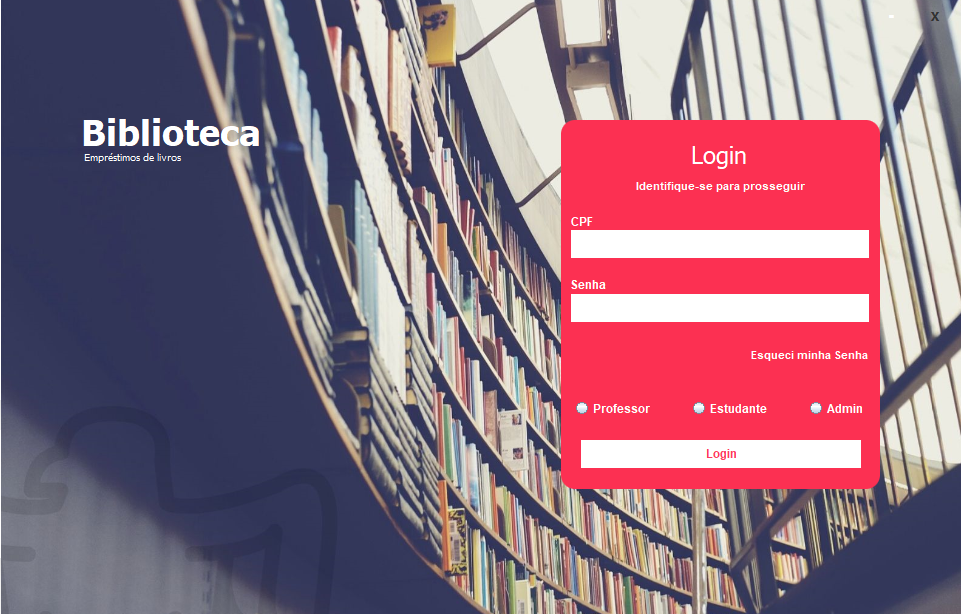 X
Biblioteca
Empréstimos de livros
Login
Identifique-se para prosseguir
CPF
Senha
Esqueci minha Senha
Professor Estudante Admin
Login